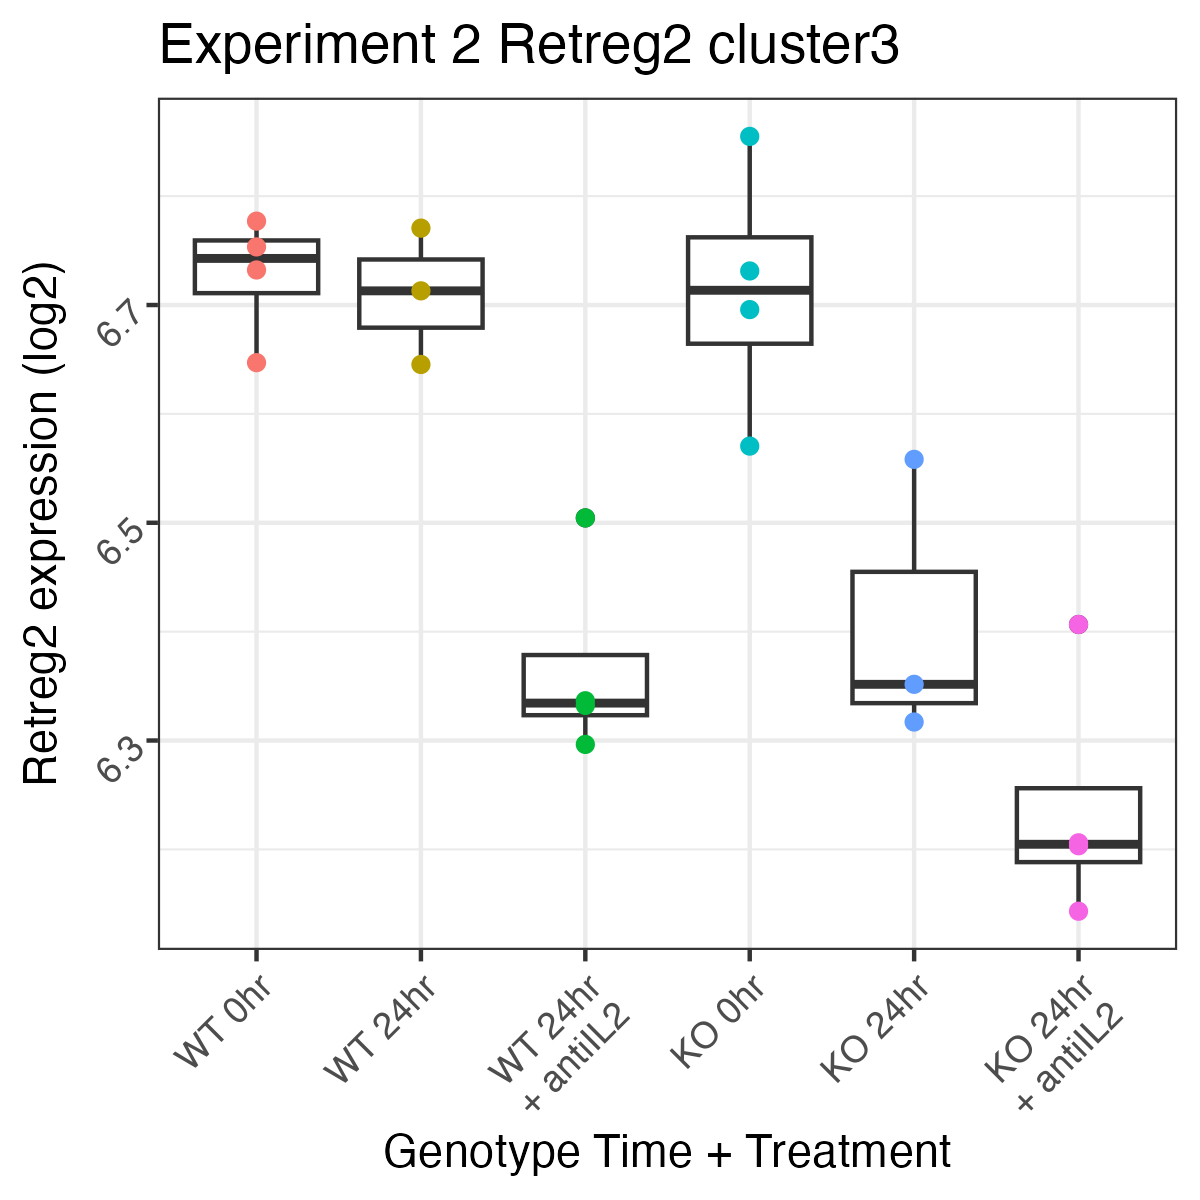 Experiment 2 Retreg2 cluster3
Retreg2 expression (log2)
6.7
6.5
6.3
WT 0hr
WT 24hr
WT 24hr
+ antiIL2
KO 0hr
KO 24hr
KO 24hr
+ antiIL2
Genotype Time + Treatment